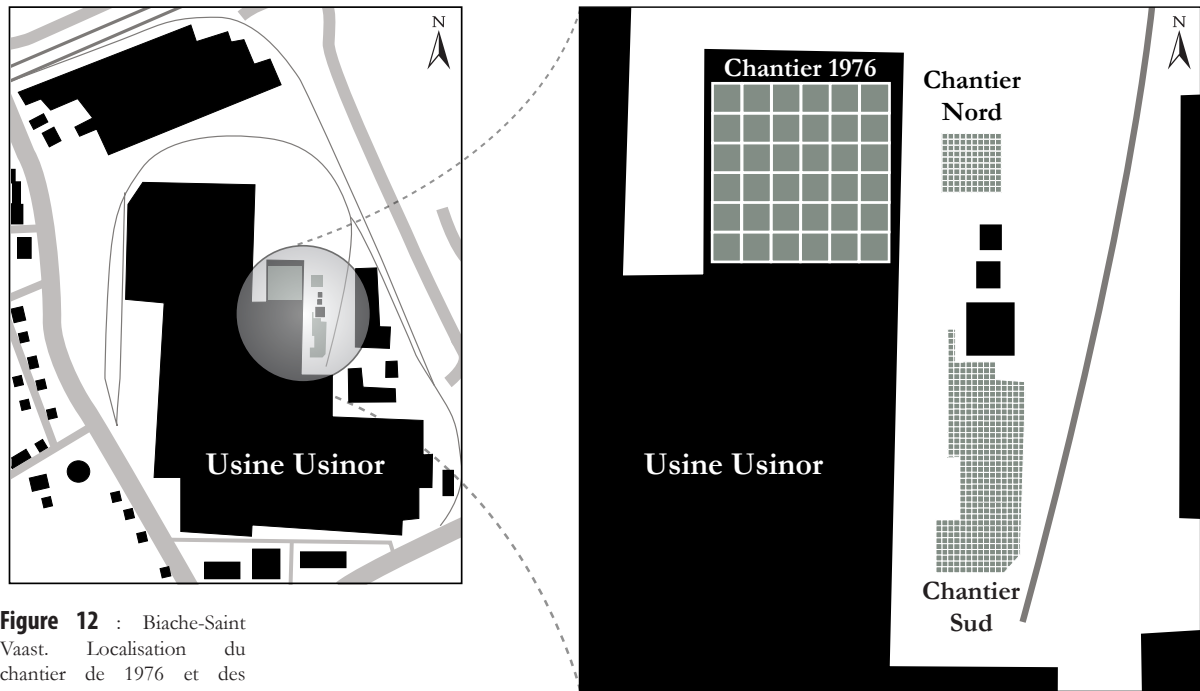 N
Usine Usinor
N
Chantier 1976
Chantier
Nord
Usine Usinor
Chantier
Sud
Figure 12 : Biache-Saint
Vaast. Localisation du
chantier de 1976 et des